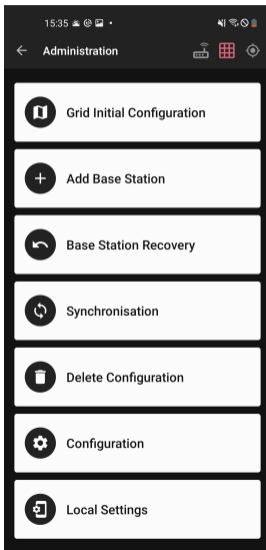 15:35
Administration
Grid Initial Configuration
Add Base Station
Base Station Recovery
Synchronisation
Delete Configuration
Configuration
Local Settings